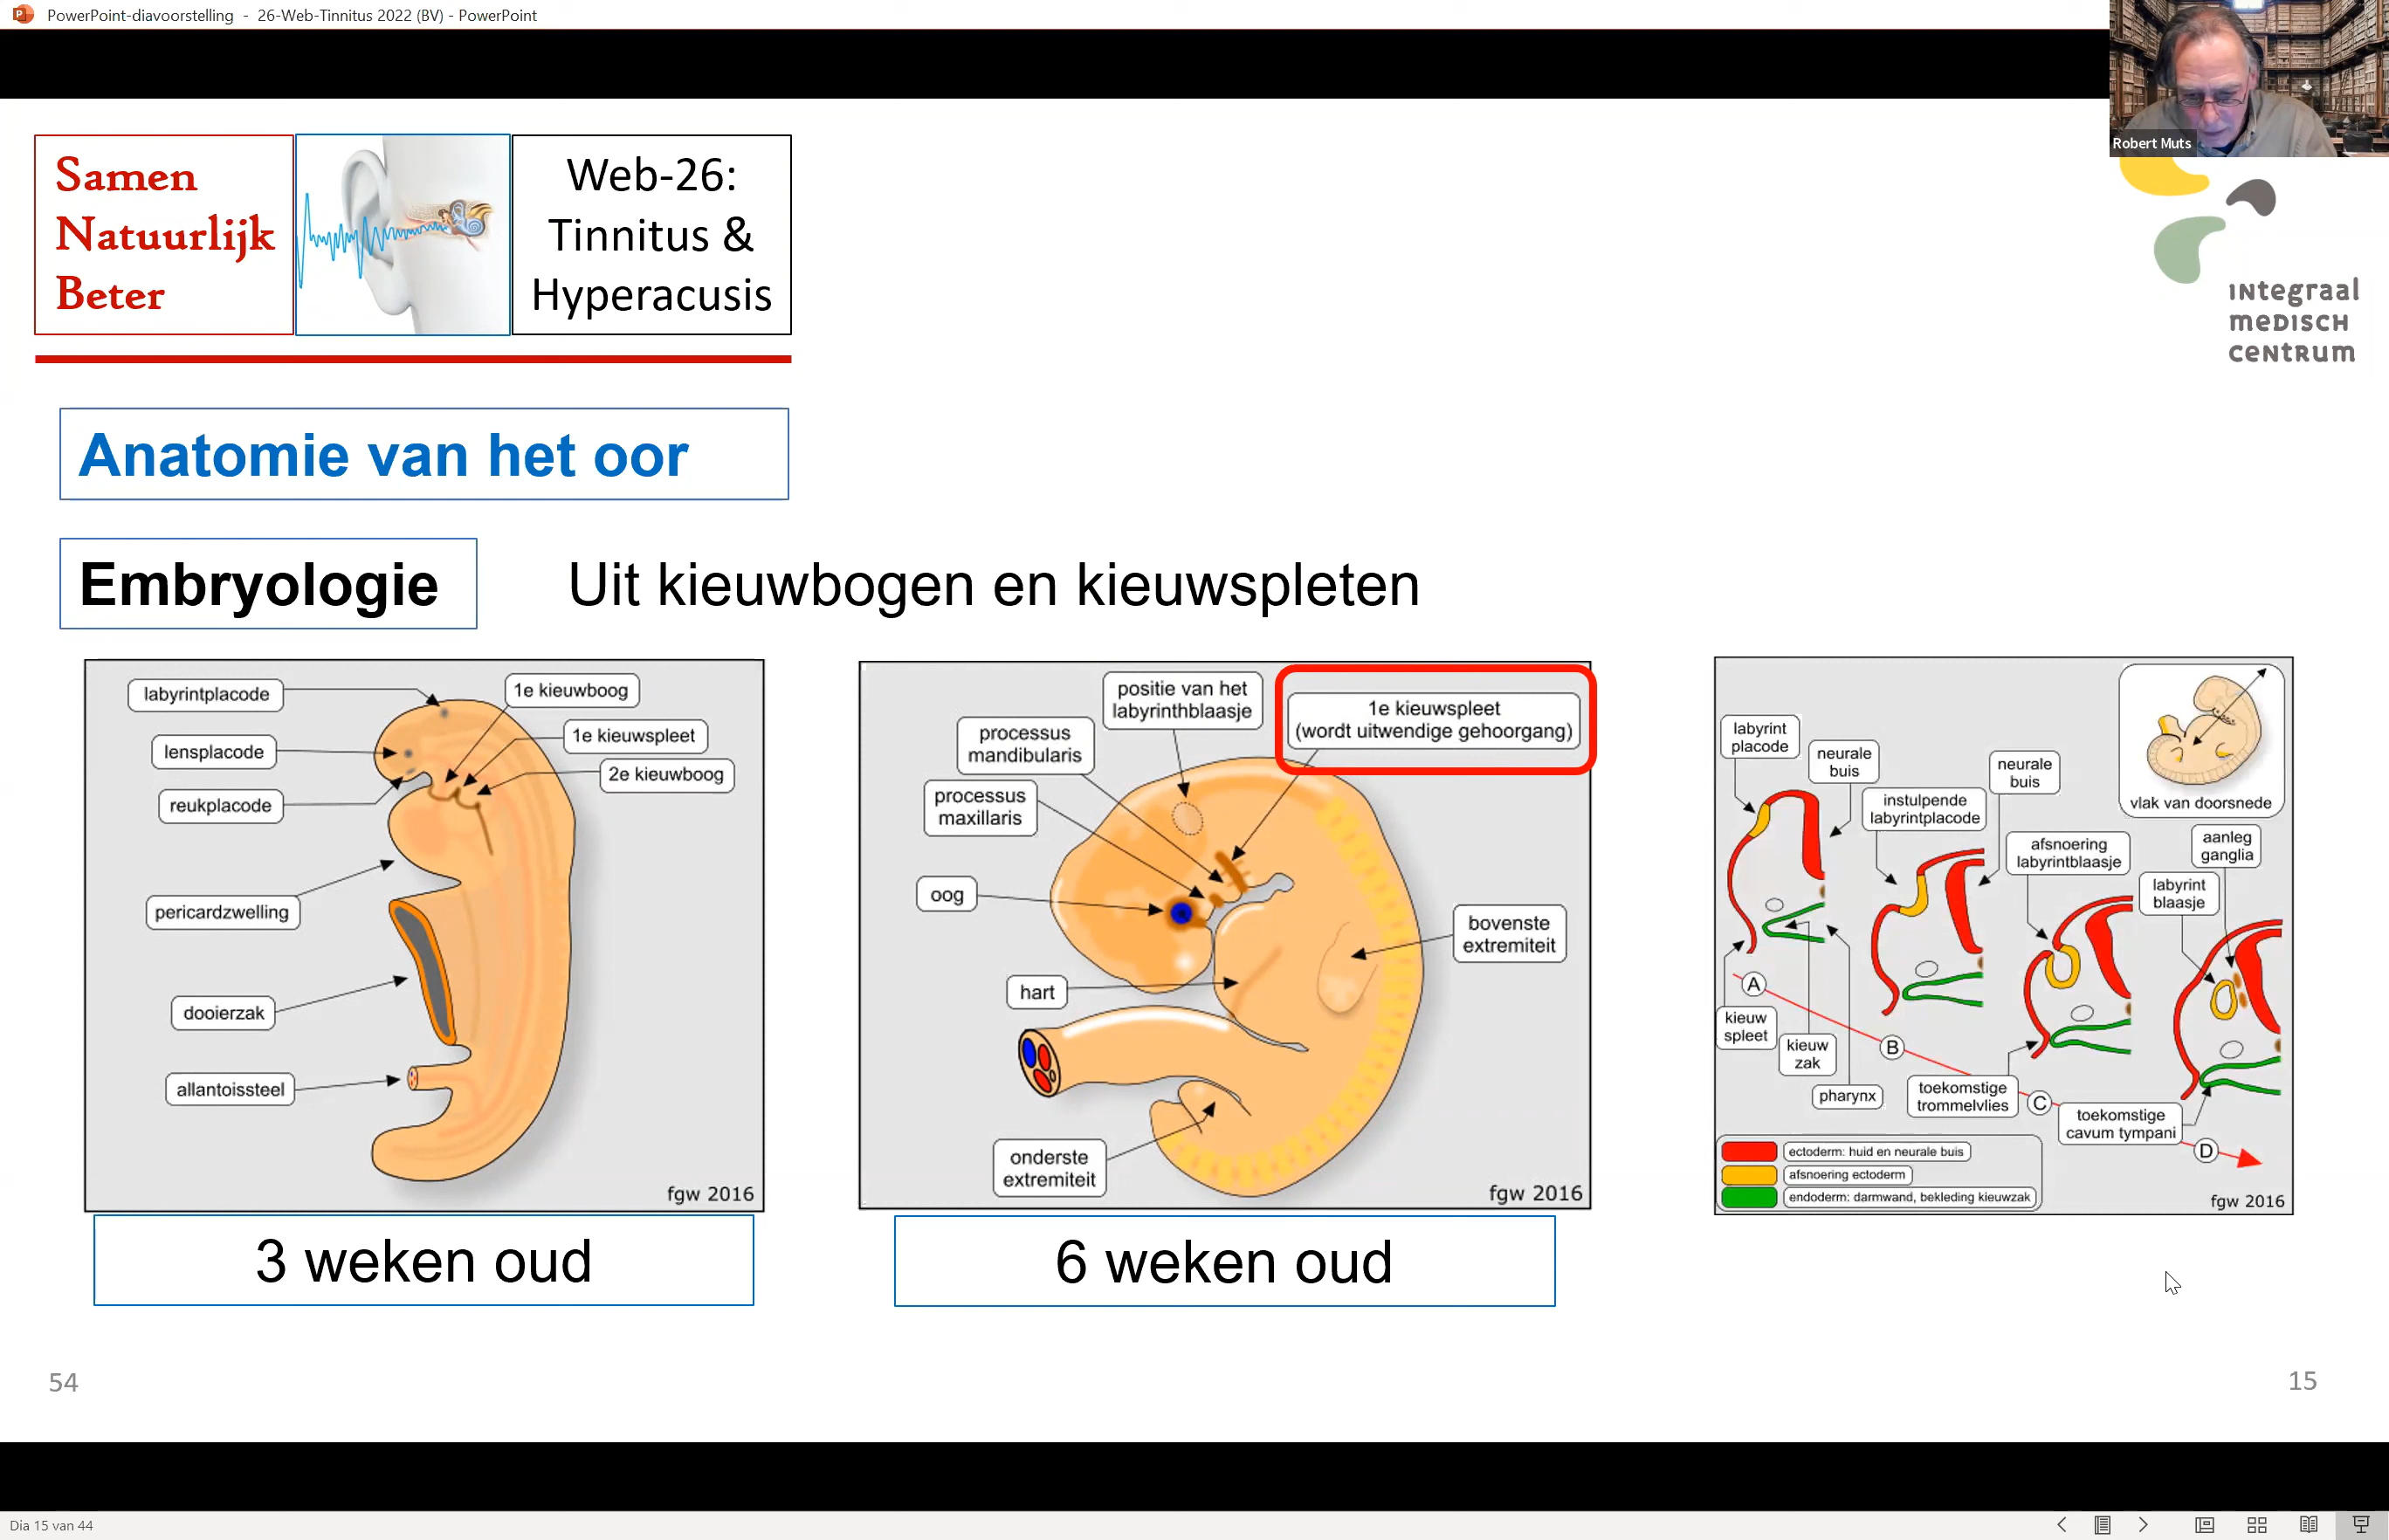 PowerPoint-diavoorstelling - 26-Web-Tinnitus 2022 (BV) - PowerPoint
Robert Muts
Samen
Natuurlijk
Beter
Web-26:
Tinnitus &
Hyperacusis
integraal
medisch
centrum
Anatomie van het oor
Embryologie
Uit kieuwbogen en kieuwspleten
labyrintplacode
lensplacode
reukplacode
pericardzwelling
dooierzak
allantoissteel
1e kieuwboog
1e kieuwspleet
2e kieuwboog
fgw 2016
3 weken oud
positie van het
labyrinthblaasje
1e kieuwspleet
(wordt uitwendige gehoorgang)
processus
mandibularis
processus
maxillaris
oog
hart
bovenste
extremiteit
onderste
extremiteit
fgw 2016
6 weken oud
labyrint
placode
neurale
buis
instulpende
labyrintplacode
neurale
buis
vlak van doorsnede
afsnoering
labyrintblaasje
aanleg
ganglia
labyrint
blaasje
A
kieuw
spleet
kieuw
zak
B
pharynx
toekomstige
trommelvlies
C
toekomstige
cavum tympani
D
ectoderm: huid en neurale buis
afsnoering ectoderm
endoderm: darmwand, bekleding kieuwzak
fgw 2016
54
15
Dia 15 van 44